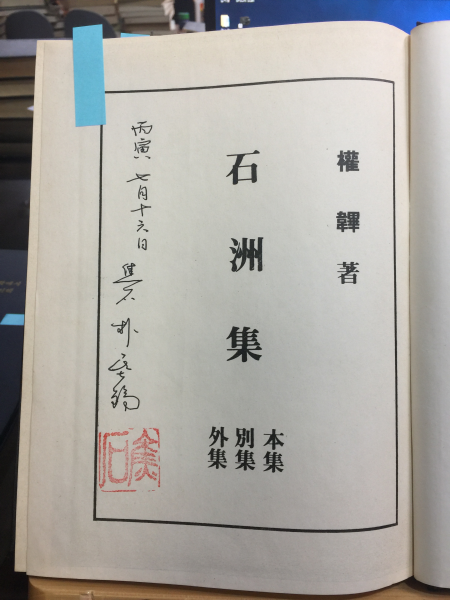 權韠著
石洲集
本集
別集
外集
丙寅 七月十六日